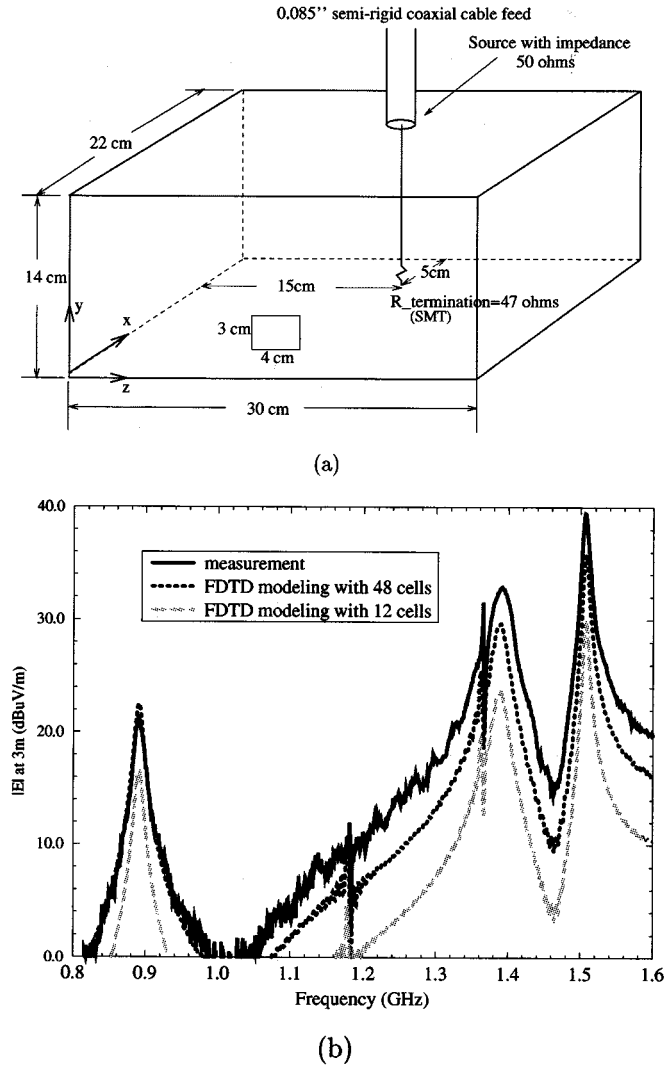 0.085’’ semi-rigid coaxial cable feed
Source with impedance
50 ohms
22 cm
14 cm
y
x
z
15cm
5cm
R_termination=47 ohms
(SMT)
3 cm
4 cm
30 cm
(a)
40.0
30.0
20.0
10.0
0.0
|E| at 3m (dBuV/m)
measurement
FDTD modeling with 48 cells
FDTD modeling with 12 cells
0.8 0.9 1.0 1.1 1.2 1.3 1.4 1.5 1.6
Frequency (GHz)
(b)